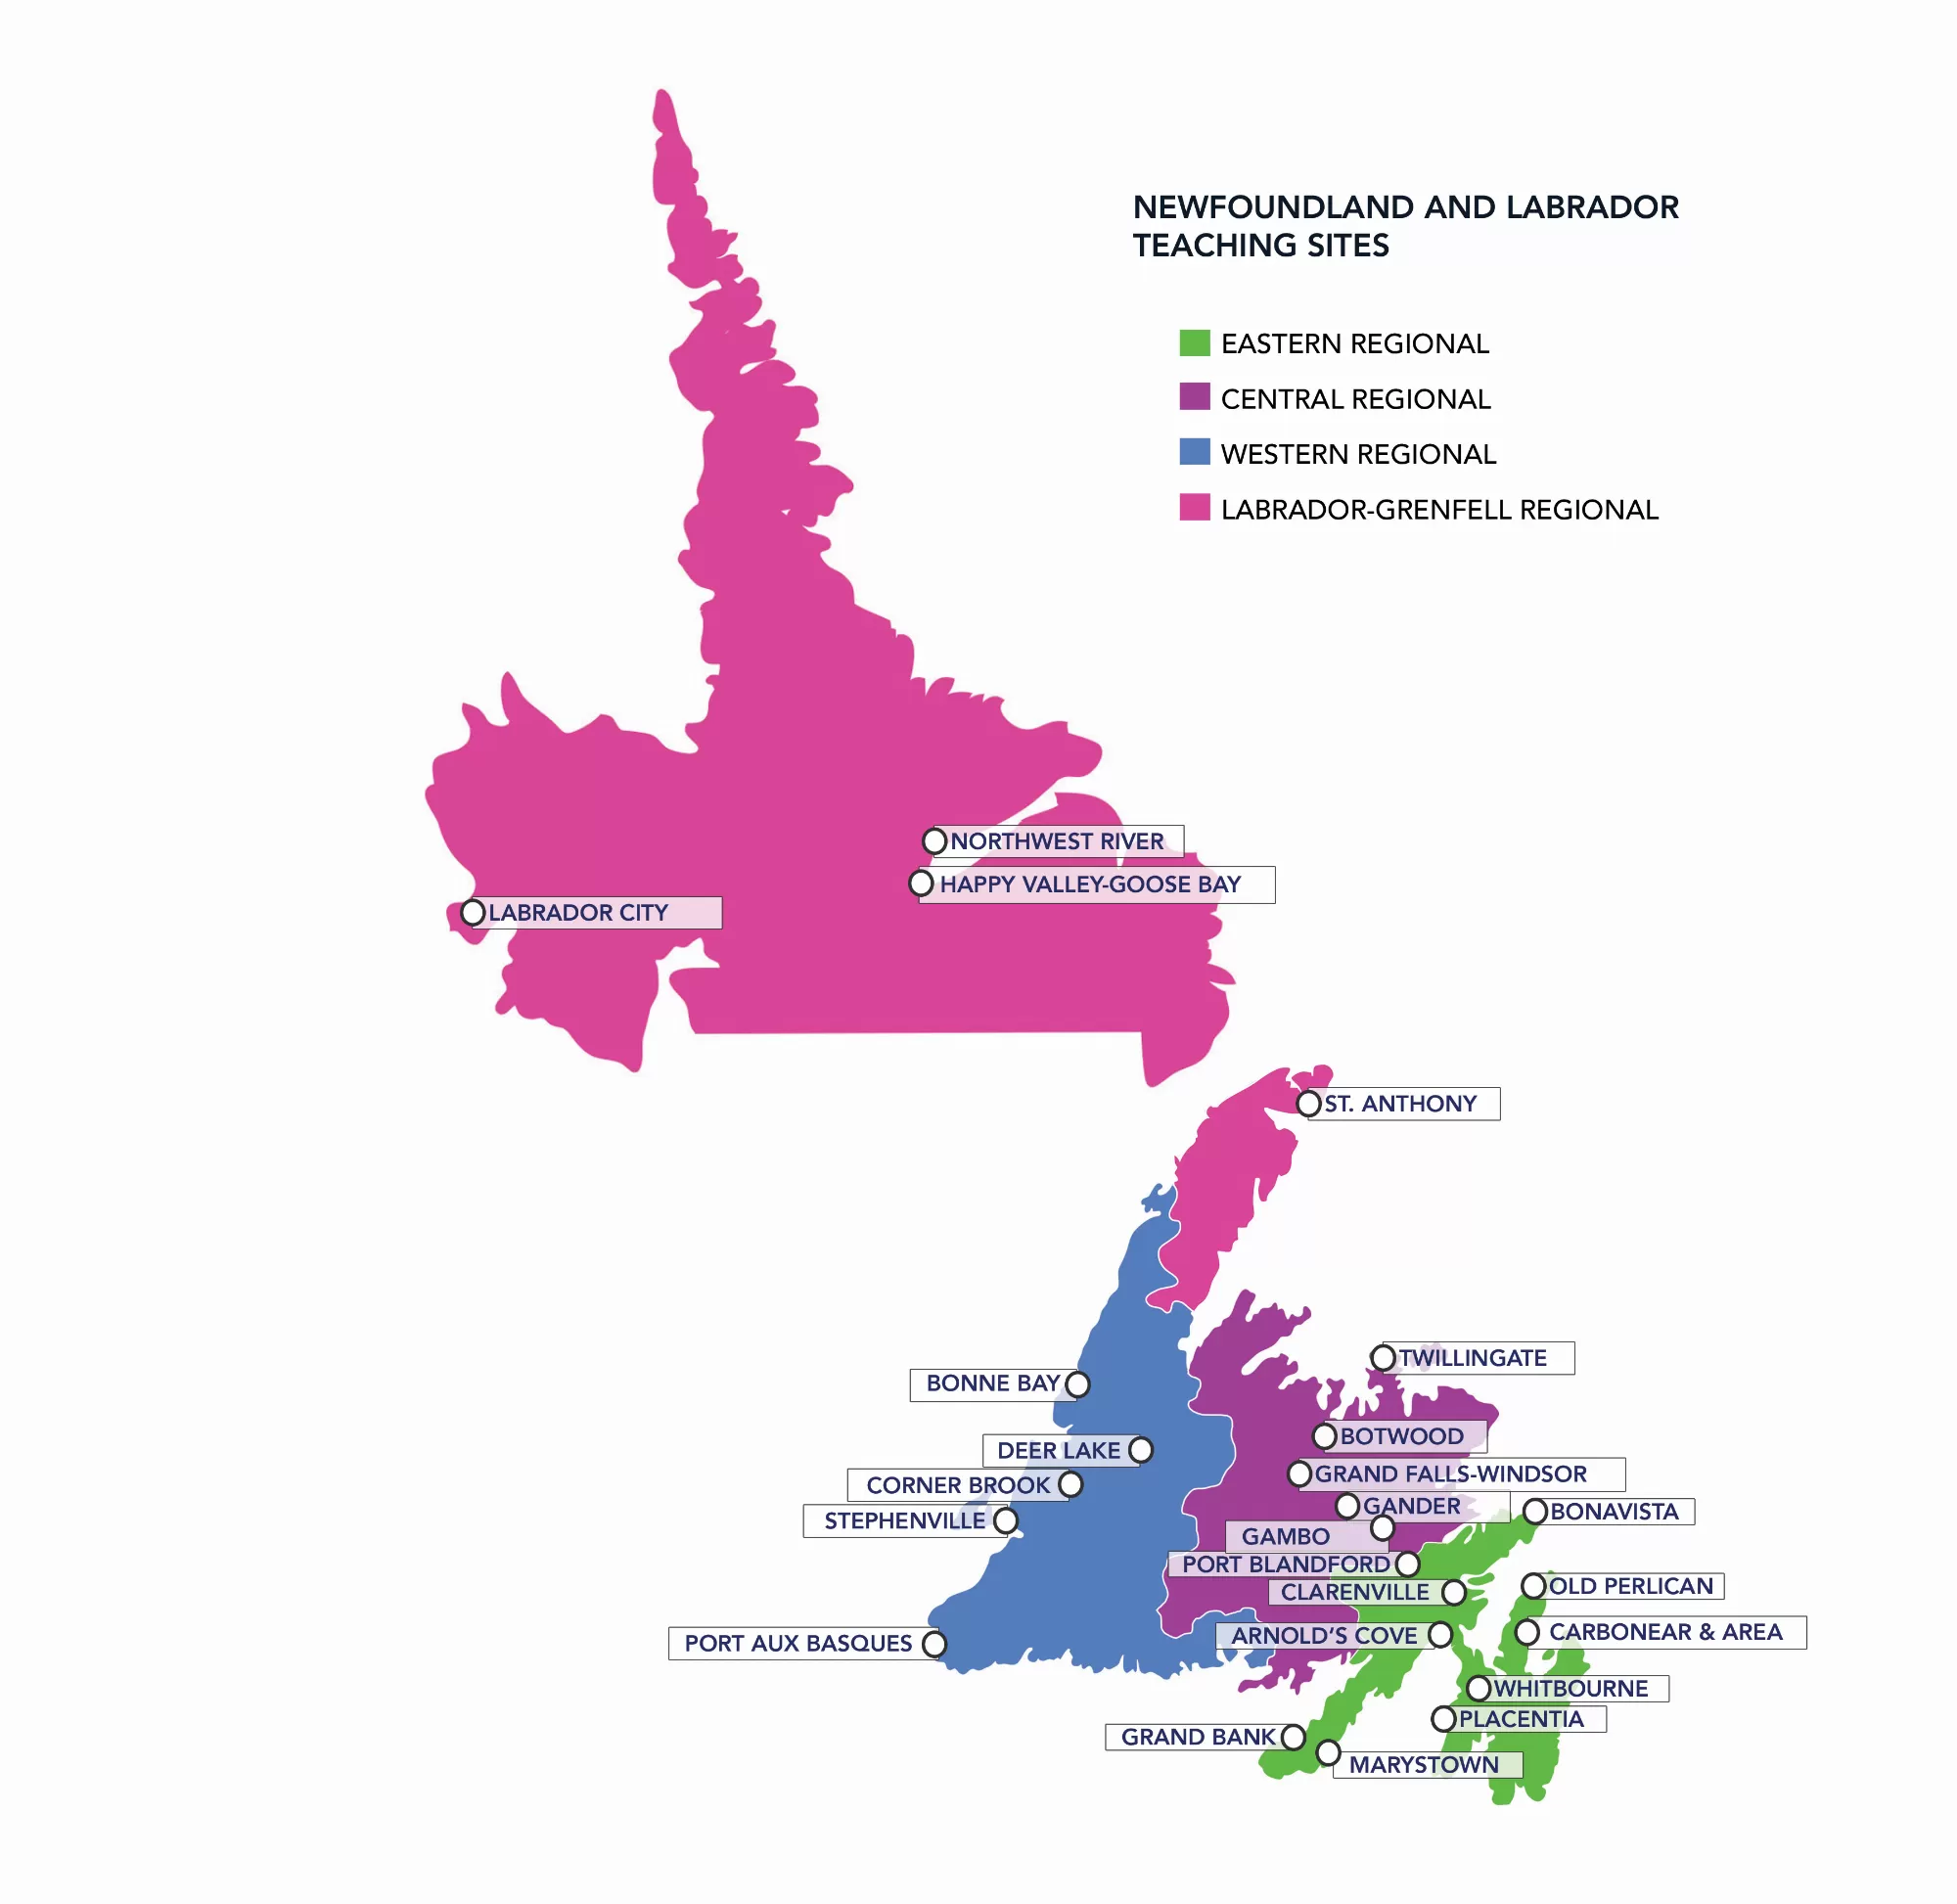 NEWFOUNDLAND AND LABRADOR
TEACHING SITES
EASTERN REGIONAL
CENTRAL REGIONAL
WESTERN REGIONAL
LABRADOR-GRENFELL REGIONAL
NORTHWEST RIVER
HAPPY VALLEY-GOOSE BAY
LABRADOR CITY
ST. ANTHONY
TWILLINGATE
BONNE BAY
BOTWOOD
DEER LAKE
GRAND FALLS-WINDSOR
CORNER BROOK
GANDER
BONAVISTA
STEPHENVILLE
GAMBO
PORT BLANDFORD
OLD PERLICAN
CLARENVILLE
CARBONEAR & AREA
ARNOLD'S COVE
PORT AUX BASQUES
WHITBOURNE
PLACENTIA
GRAND BANK
MARYSTOWN